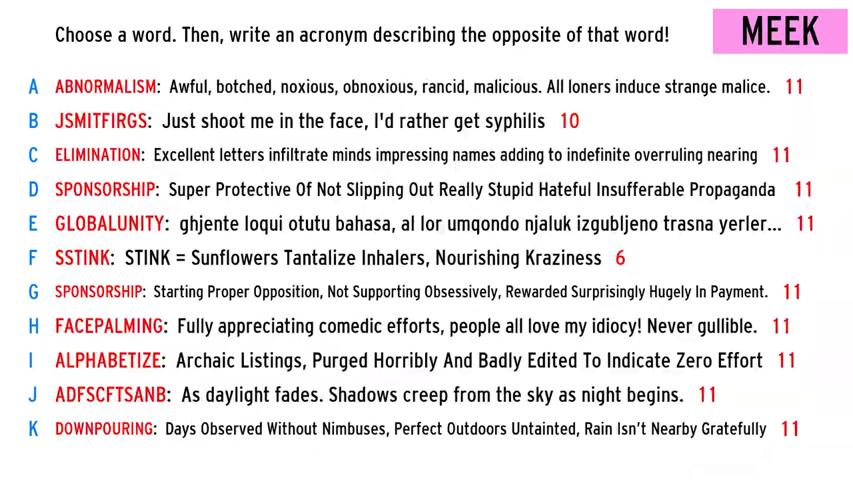 Choose a word. Then, write an acronym describing the opposite of that word! MEEK
A ABNORMALISM: Awful, botched, noxious, obnoxious, rancid, malicious. All loners induce strange malice. 11
B JSMITFIRGS: Just shoot me in the face, I'd rather get syphilis 10
C ELIMINATION: Excellent letters infiltrate minds impressing names adding to indefinite overruling nearing 11
D SPONSORSHIP: Super Protective Of Not Slipping Out Really Stupid Hateful Insufferable Propaganda 11
E GLOBALUNITY: ghjente loqui otutu bahasa, al lor umqondo njaluk izgubljeno trasna yerler... 11
F SSTINK: STINK = Sunflowers Tantalize Inhalers, Nourishing Kraziness 6
G SPONSORSHIP: Starting Proper Opposition, Not Supporting Obsessively, Rewarded Surprisingly Hugely In Payment. 11
H FACEPALMING: Fully appreciating comedic efforts, people all love my idiocy! Never gullible. 11
I ALPHABETIZE: Archaic Listings, Purged Horribly And Badly Edited To Indicate Zero Effort 11
J ADFSCFTSANB: As daylight fades. Shadows creep from the sky as night begins. 11
K DOWNPOURING: Days Observed Without Nimbuses, Perfect Outdoors Untainted, Rain Isn't Nearby Gratefully 11